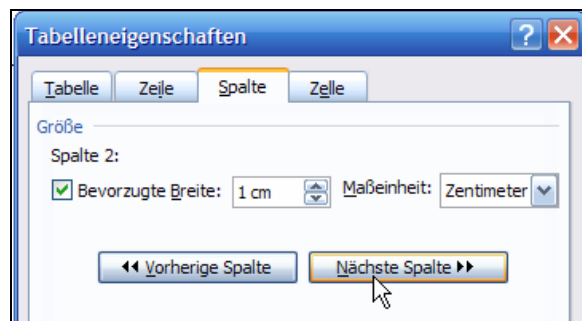 Tabelleneigenschaften
Tabelle Zeile Spalte Zelle
Größe
Spalte 2:
Bevorzugte Breite: 1 cm Maßeinheit: Zentimeter
Vorherige Spalte Nächste Spalte